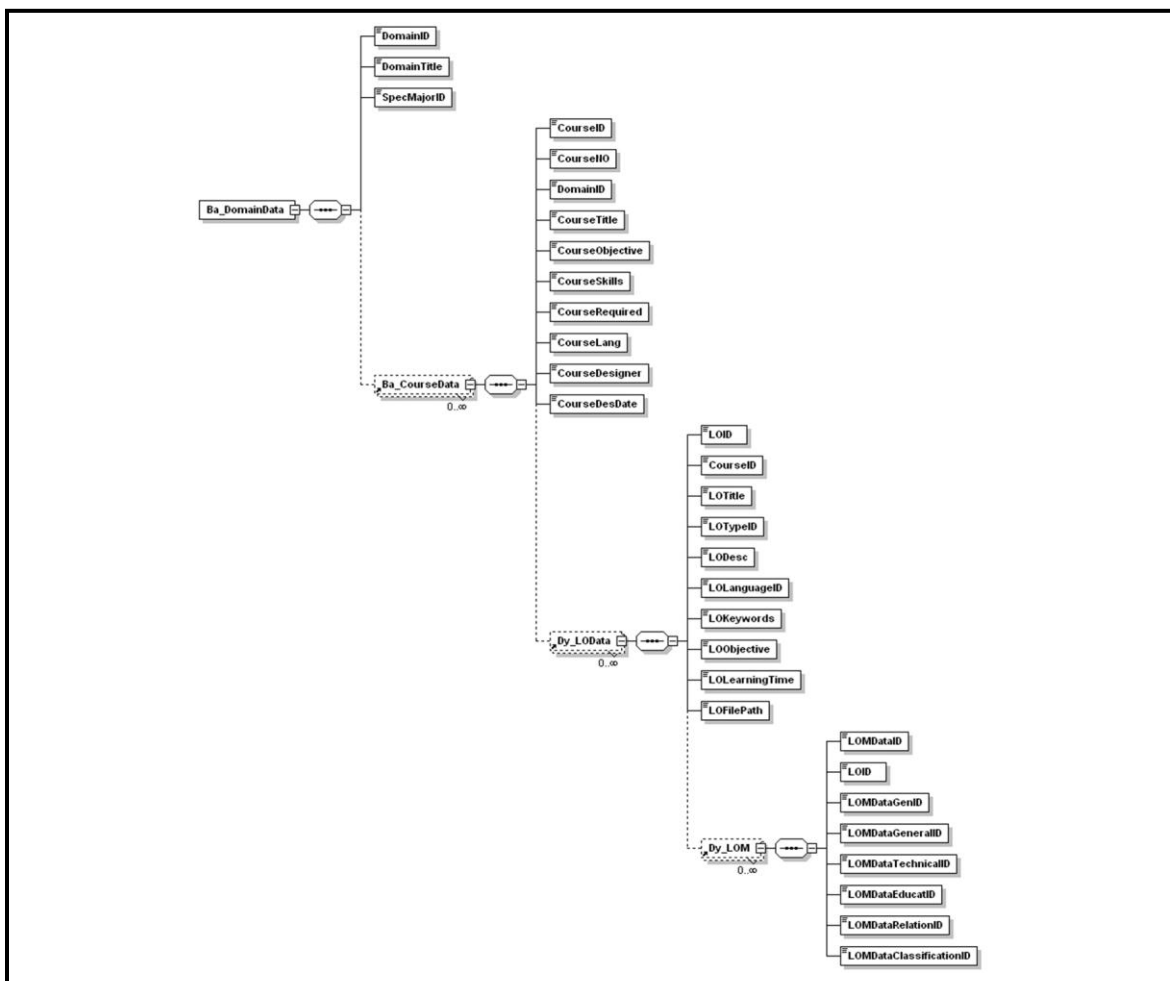 DomainID
DomainTitle
SpecMajorID
Ba_DomainData
CourseID
CourseNO
DomainID
CourseTitle
CourseObjective
CourseSkills
CourseRequired
CourseLang
CourseDesigner
CourseDesDate
Ba_CourseData
0..∞
LOID
CourseID
LOTitle
LOTypeID
LODesc
LOLanguageID
LOKeywords
LOObjective
LOLearningTime
LOFilePath
Dy_LOData
0..∞
LOMDataID
LOID
LOMDataGenID
LOMDataGeneralID
LOMDataTechnicalID
LOMDataEducatID
LOMDataRelationID
LOMDataClassificationID
Dy_LOM
0..∞